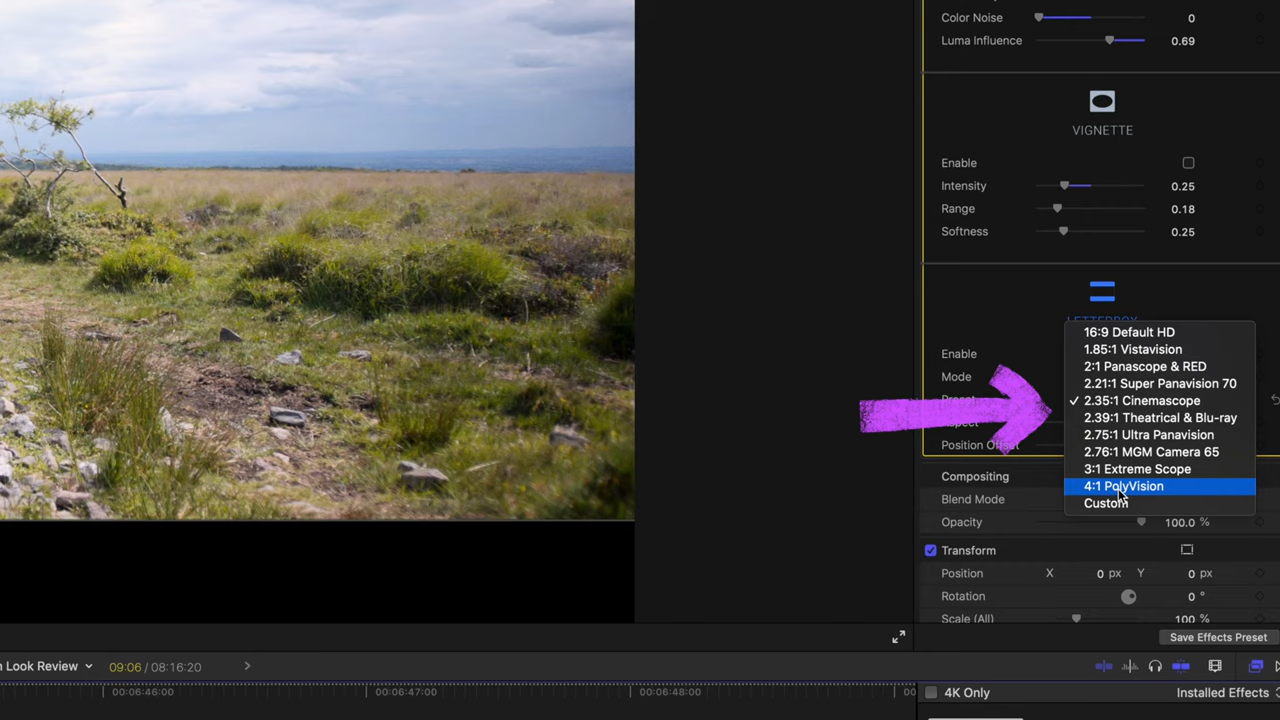 Color Noise 0
Luma Influence 0.69
VIGNETTE
Enable
Intensity 0.25
Range 0.18
Softness 0.25
LETTERBOX
Enable
Mode
Preset
Aspect
Position Offset
16:9 Default HD
1.85:1 Vistavision
2:1 Panascope & RED
2.21:1 Super Panavision 70
✓ 2.35:1 Cinemascope
2.39:1 Theatrical & Blu-ray
2.75:1 Ultra Panavision
2.76:1 MGM Camera 65
3:1 Extreme Scope
4:1 PolyVision
Custom
Compositing
Blend Mode
Opacity 100.0 %
Transform
Position X 0 px Y 0 px
Rotation 0 °
Scale (All) 100 %
Save Effects Preset
n Look Review 09:06 / 08:16:20
00:06:46:00 00:06:47:00 00:06:48:00 00
4K Only Installed Effects